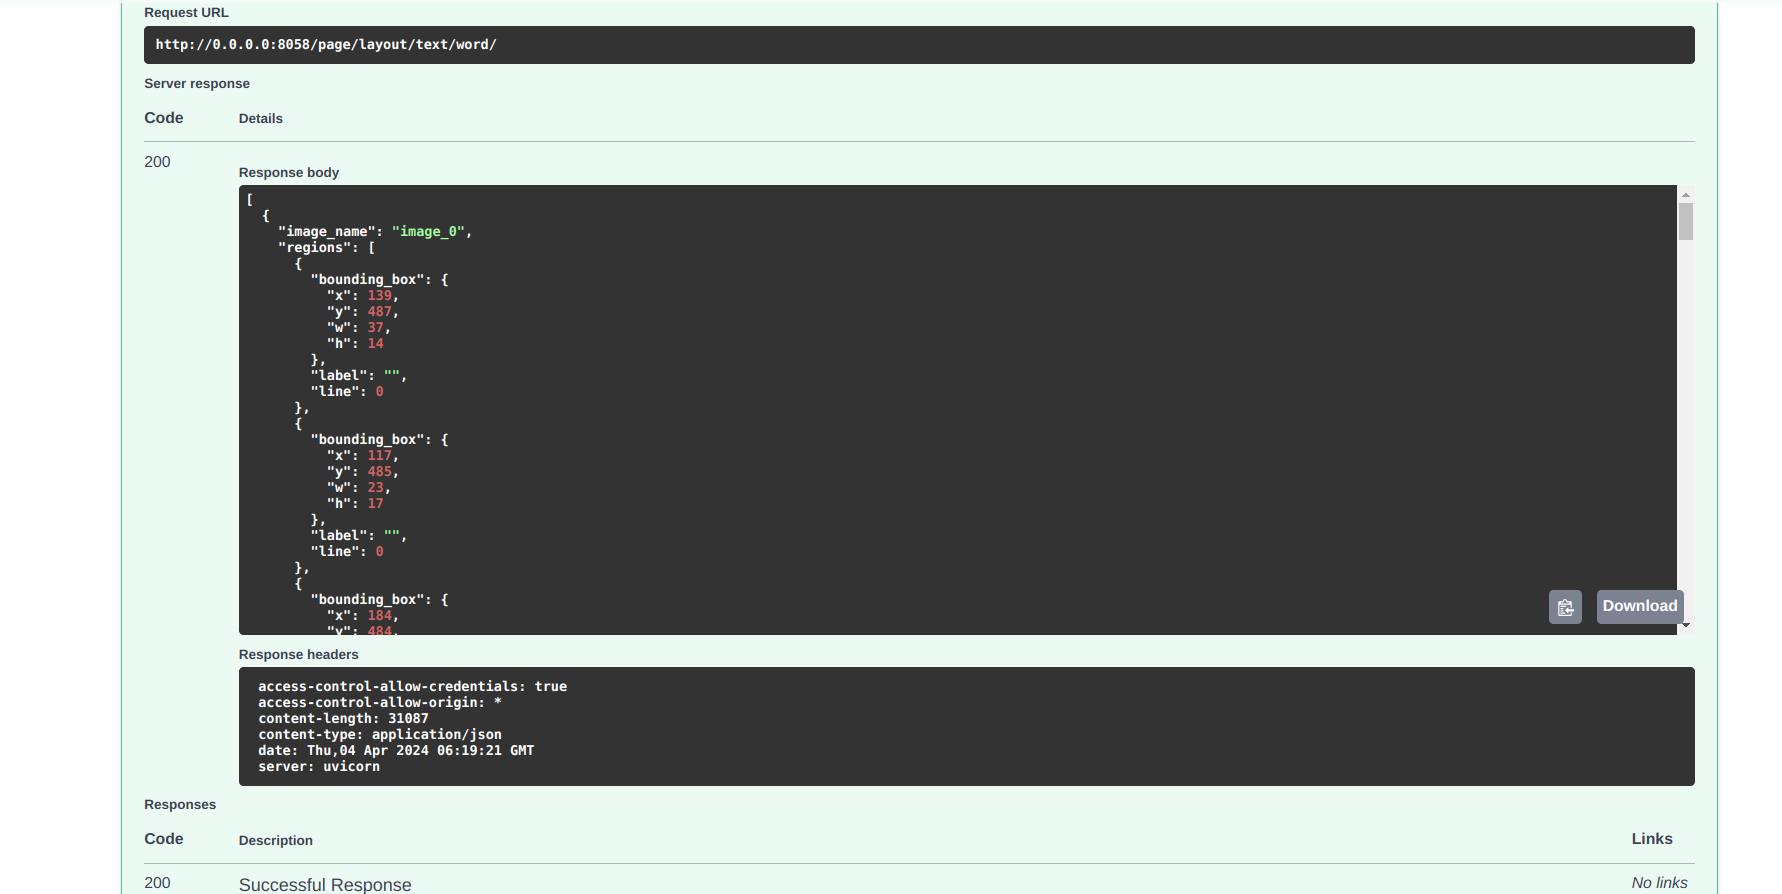 Request URL
http://0.0.0.0:8058/page/layout/text/word/
Server response
Code Details
200
Response body
[
  {
    "image_name": "image_0",
    "regions": [
      {
        "bounding_box": {
          "x": 139,
          "y": 487,
          "w": 37,
          "h": 14
        },
        "label": "",
        "line": 0
      },
      {
        "bounding_box": {
          "x": 117,
          "y": 485,
          "w": 23,
          "h": 17
        },
        "label": "",
        "line": 0
      },
      {
        "bounding_box": {
          "x": 184,
          "y": 484,
Download
Response headers
access-control-allow-credentials: true
access-control-allow-origin: *
content-length: 31087
content-type: application/json
date: Thu,04 Apr 2024 06:19:21 GMT
server: uvicorn
Responses
Code Description Links
200 Successful Response No links